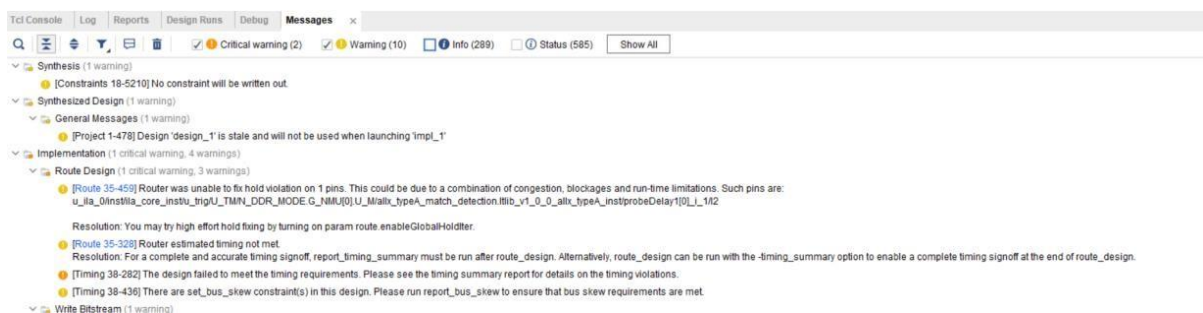 Tcl Console Log Reports Design Runs Debug Messages ×
Critical warning (2) Warning (10) Info (289) Status (585) Show All
Synthesis (1 warning)
[Constraints 18-5210] No constraint will be written out.
Synthesized Design (1 warning)
General Messages (1 warning)
[Project 1-478] Design 'design_1' is stale and will not be used when launching 'impl_1'
Implementation (1 critical warning, 4 warnings)
Route Design (1 critical warning, 3 warnings)
[Route 35-459] Router was unable to fix hold violation on 1 pins. This could be due to a combination of congestion, blockages and run-time limitations. Such pins are:
u_ila_0/inst/ila_core_inst/u_trig/U_TM/N_DDR_MODE.G_NMU[0].U_M/allx_typeA_match_detection.ltlib_v1_0_0_allx_typeA_inst/probeDelay1[0]_i_1/I2
Resolution: You may try high effort hold fixing by turning on param route.enableGlobalHoldIter.
[Route 35-328] Router estimated timing not met.
Resolution: For a complete and accurate timing signoff, report_timing_summary must be run after route_design. Alternatively, route_design can be run with the -timing_summary option to enable a complete timing signoff at the end of route_design.
[Timing 38-282] The design failed to meet the timing requirements. Please see the timing summary report for details on the timing violations.
[Timing 38-436] There are set_bus_skew constraint(s) in this design. Please run report_bus_skew to ensure that bus skew requirements are met.
Write Bitstream (1 warning)